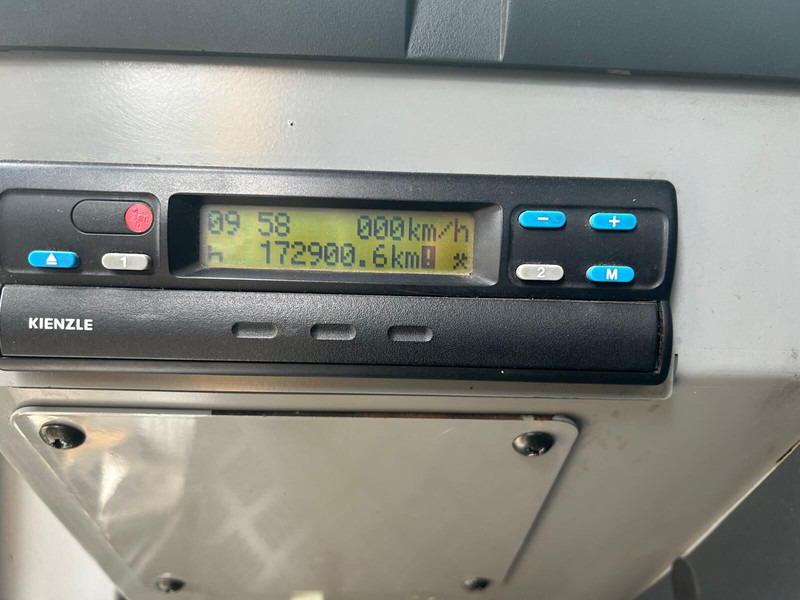 09 58 000km/h
h 172900.6km!
1
- +
2 M
KIENZLE